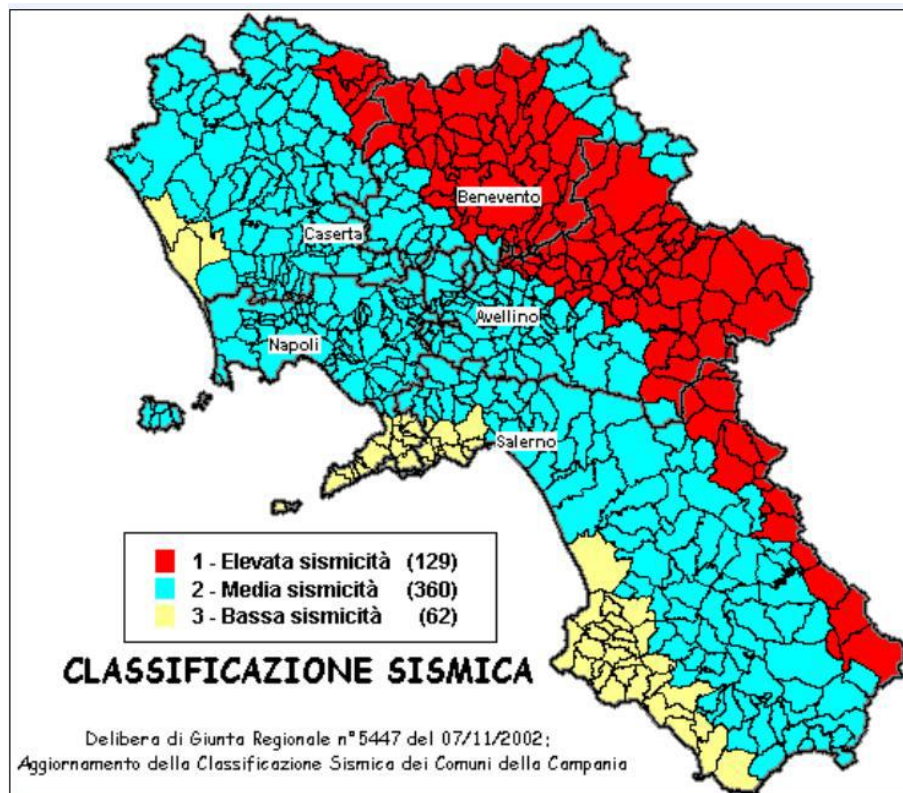 Benevento
Caserta
Avellino
Napoli
Salerno
1 - Elevata sismicità (129)
2 - Media sismicità (360)
3 - Bassa sismicità (62)
CLASSIFICAZIONE SISMICA
Delibera di Giunta Regionale n°5447 del 07/11/2002;
Aggiornamento della Classificazione Sismica dei Comuni della Campania